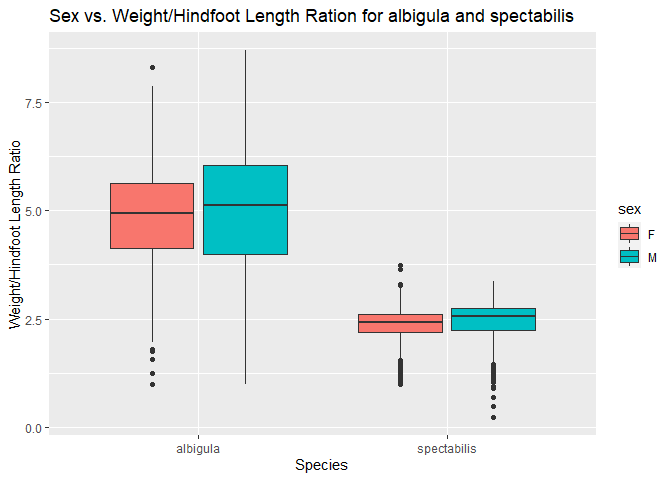 Sex vs. Weight/Hindfoot Length Ration for albigula and spectabilis
Weight/Hindfoot Length Ratio
7.5
5.0
2.5
0.0
albigula
spectabilis
Species
sex
F
M